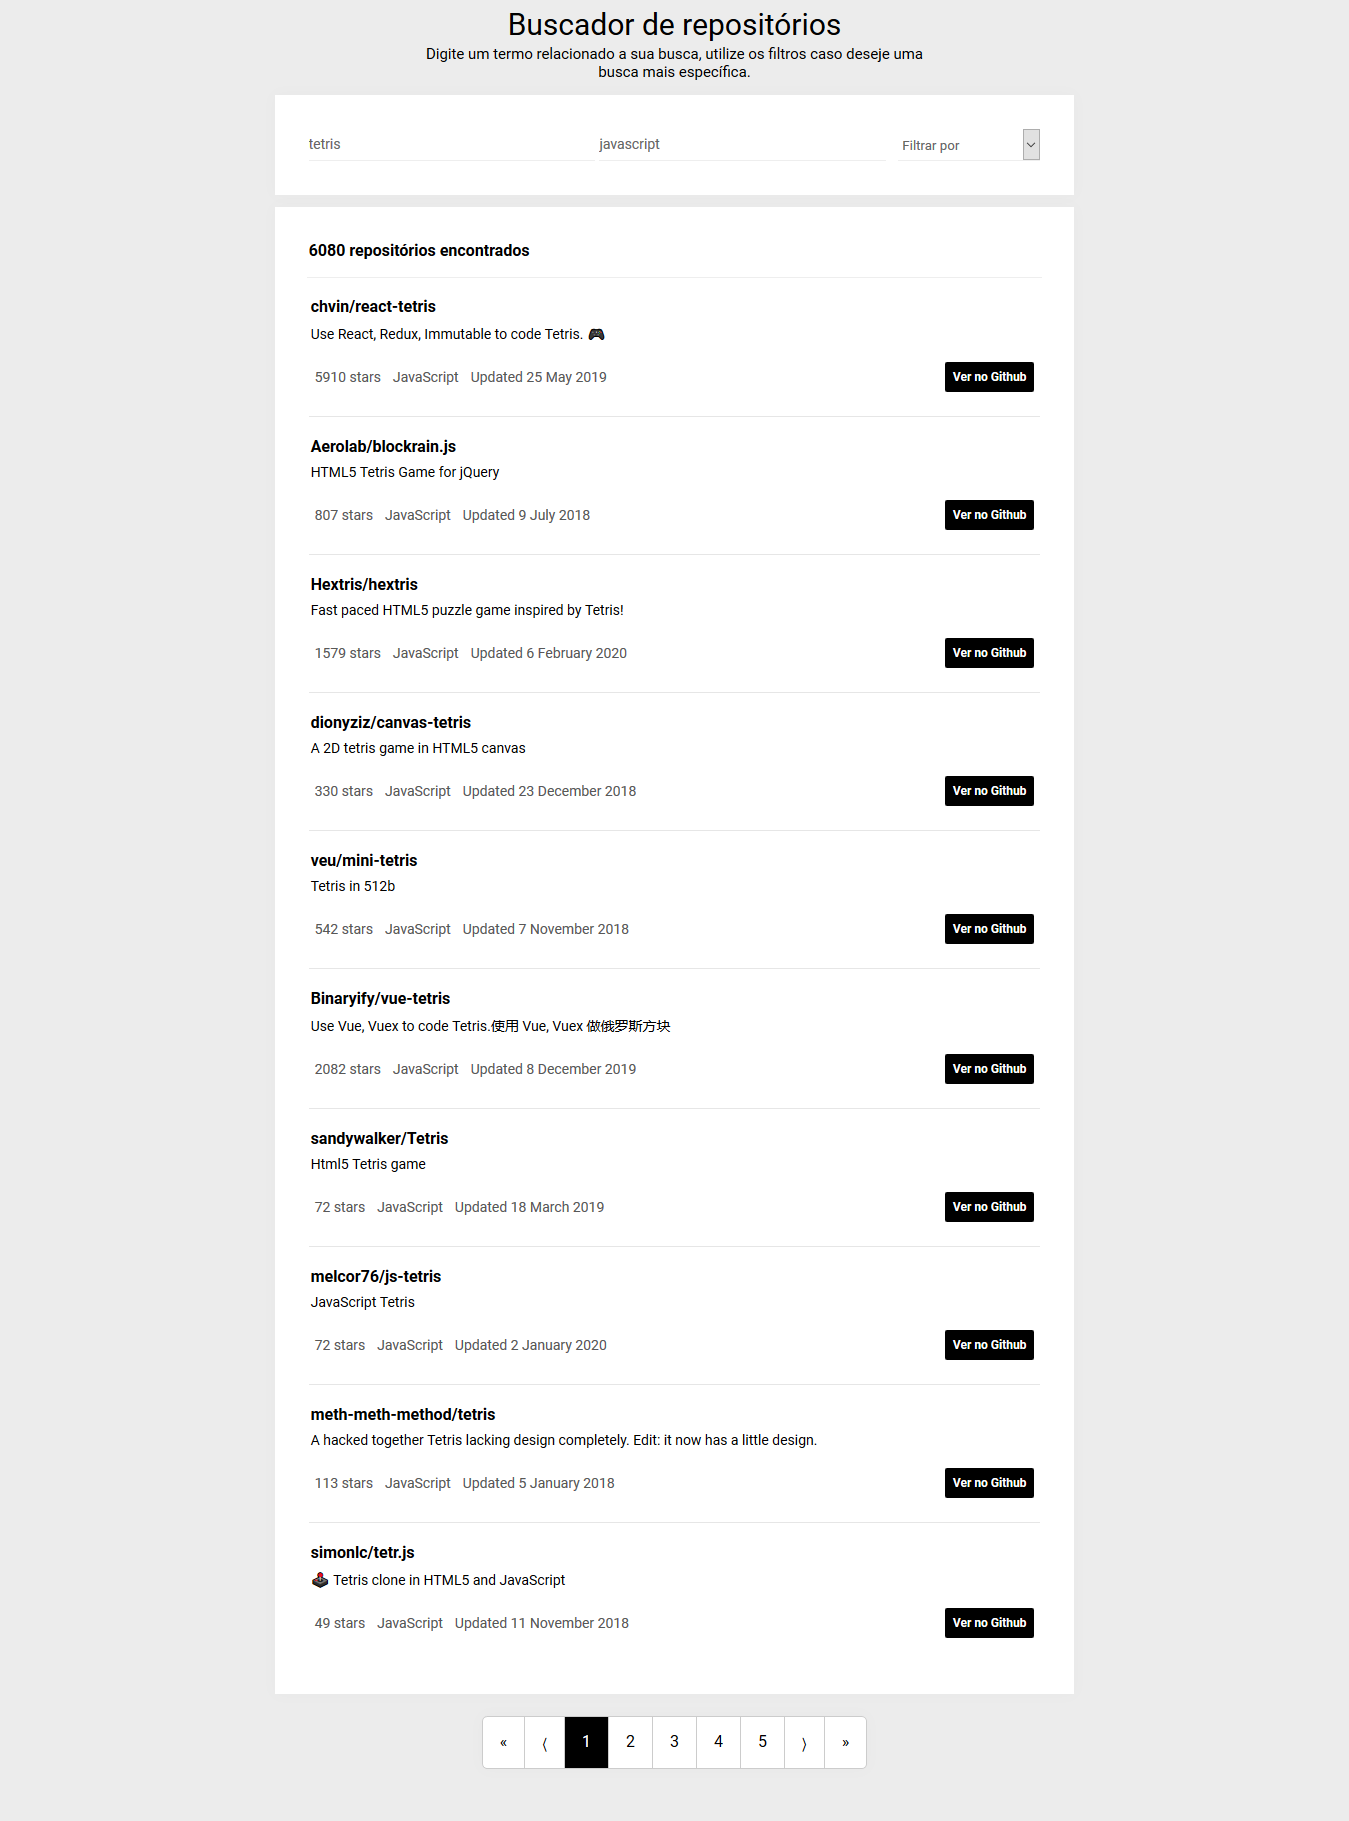 Buscador de repositórios
Digite um termo relacionado a sua busca, utilize os filtros caso deseje uma
busca mais específica.
tetris javascript Filtrar por
6080 repositórios encontrados
chvin/react-tetris
Use React, Redux, Immutable to code Tetris. 🎮
5910 stars JavaScript Updated 25 May 2019 Ver no Github
Aerolab/blockrain.js
HTML5 Tetris Game for jQuery
807 stars JavaScript Updated 9 July 2018 Ver no Github
Hextris/hextris
Fast paced HTML5 puzzle game inspired by Tetris!
1579 stars JavaScript Updated 6 February 2020 Ver no Github
dionyziz/canvas-tetris
A 2D tetris game in HTML5 canvas
330 stars JavaScript Updated 23 December 2018 Ver no Github
veu/mini-tetris
Tetris in 512b
542 stars JavaScript Updated 7 November 2018 Ver no Github
Binaryify/vue-tetris
Use Vue, Vuex to code Tetris.使用 Vue, Vuex 做俄罗斯方块
2082 stars JavaScript Updated 8 December 2019 Ver no Github
sandywalker/Tetris
Html5 Tetris game
72 stars JavaScript Updated 18 March 2019 Ver no Github
melcor76/js-tetris
JavaScript Tetris
72 stars JavaScript Updated 2 January 2020 Ver no Github
meth-meth-method/tetris
A hacked together Tetris lacking design completely. Edit: it now has a little design.
113 stars JavaScript Updated 5 January 2018 Ver no Github
simonlc/tetr.js
🕹️ Tetris clone in HTML5 and JavaScript
49 stars JavaScript Updated 11 November 2018 Ver no Github
« ⟨ 1 2 3 4 5 ⟩ »